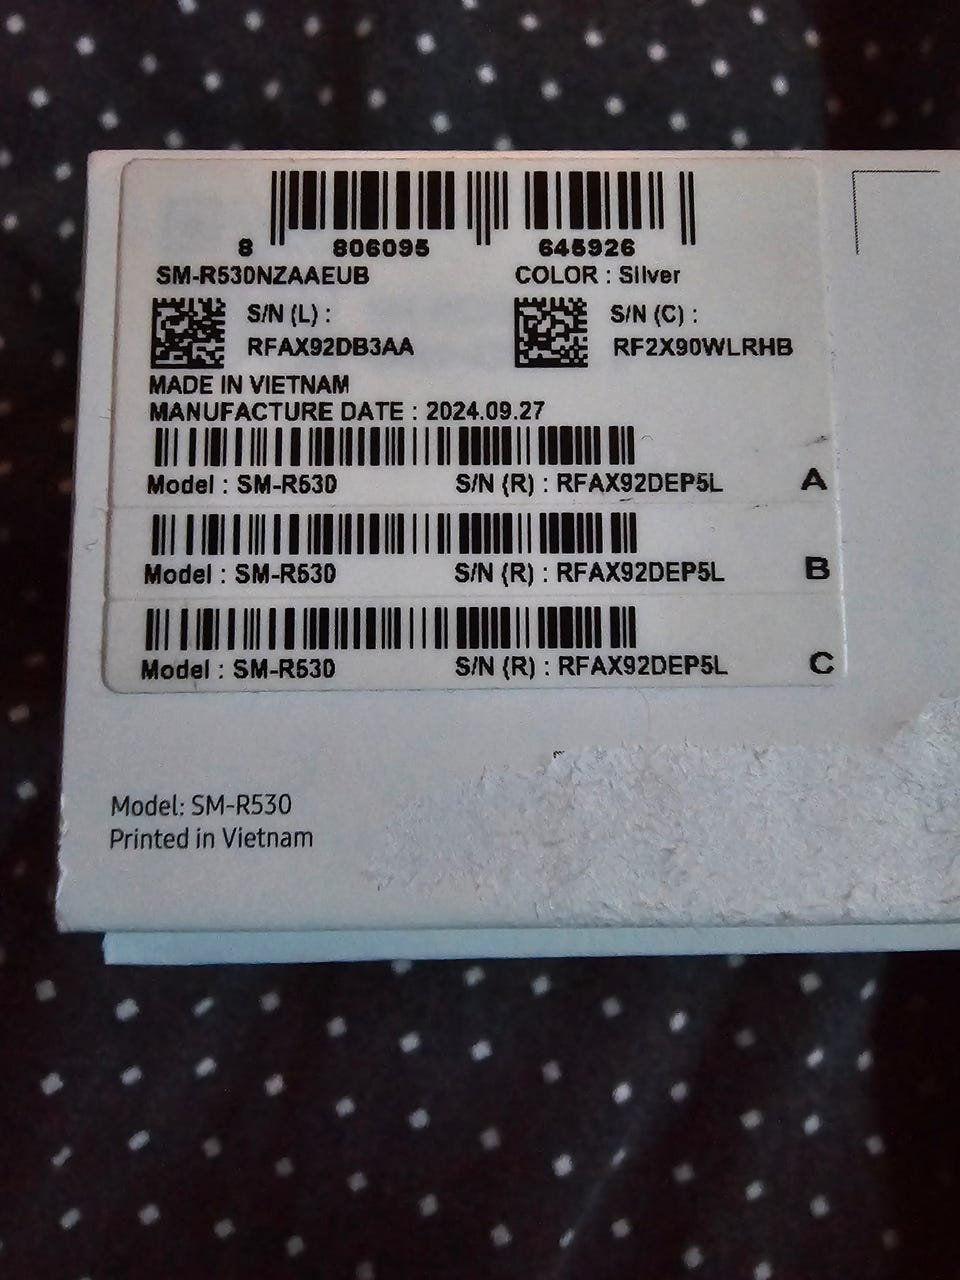 8 806095 645926
SM-R530NZAAEUB COLOR : Silver
S/N (L) : S/N (C) :
RFAX92DB3AA RF2X90WLRHB
MADE IN VIETNAM
MANUFACTURE DATE : 2024.09.27
Model : SM-R530 S/N (R) : RFAX92DEP5L A
Model : SM-R530 S/N (R) : RFAX92DEP5L B
Model : SM-R530 S/N (R) : RFAX92DEP5L C
Model: SM-R530
Printed in Vietnam